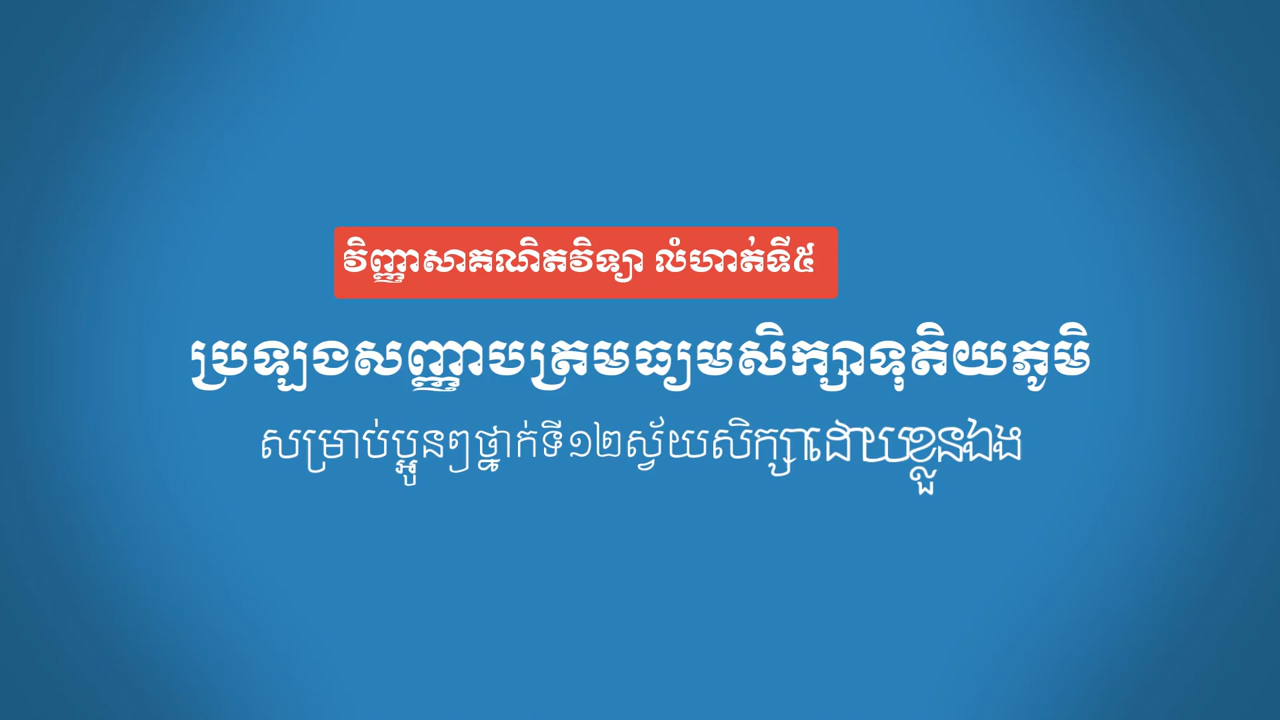 វិញ្ញាសាគណិតវិទ្យា លំហាត់ទី៥
ប្រឡងសញ្ញាបត្រមធ្យមសិក្សាទុតិយភូមិ
សម្រាប់ប្អូនៗថ្នាក់ទី១២ស្វ័យសិក្សាដោយខ្លួនឯង